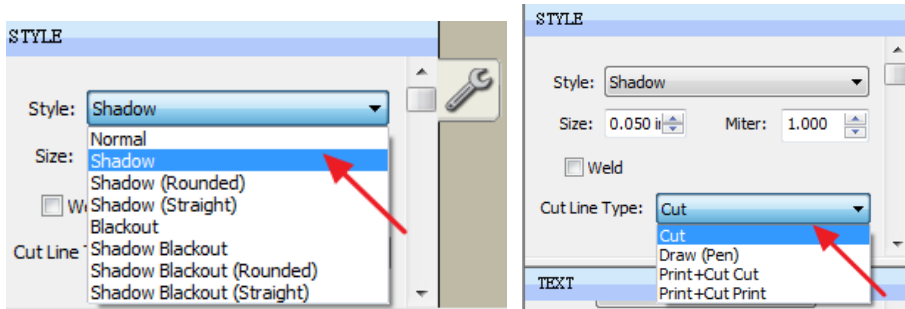 STYLE
Style: Shadow
Normal
Size: Shadow
Shadow (Rounded)
Shadow (Straight)
Blackout
Cut Line Shadow Blackout
Shadow Blackout (Rounded)
Shadow Blackout (Straight)
STYLE
Style: Shadow
Size: 0.050 Miter: 1.000
Weld
Cut Line Type: Cut
Cut
Draw (Pen)
Print+Cut Cut
Print+Cut Print
TEXT